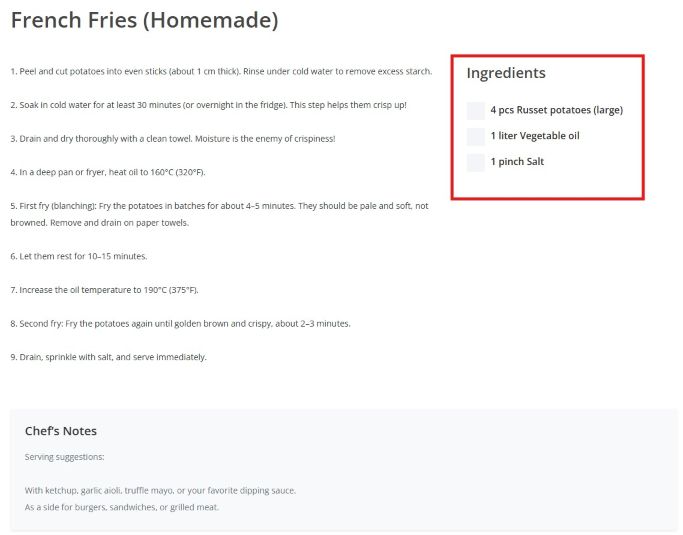 French Fries (Homemade)
1. Peel and cut potatoes into even sticks (about 1 cm thick). Rinse under cold water to remove excess starch.
2. Soak in cold water for at least 30 minutes (or overnight in the fridge). This step helps them crisp up!
3. Drain and dry thoroughly with a clean towel. Moisture is the enemy of crispiness!
4. In a deep pan or fryer, heat oil to 160°C (320°F).
5. First fry (blanching): Fry the potatoes in batches for about 4–5 minutes. They should be pale and soft, not
browned. Remove and drain on paper towels.
6. Let them rest for 10–15 minutes.
7. Increase the oil temperature to 190°C (375°F).
8. Second fry: Fry the potatoes again until golden brown and crispy, about 2–3 minutes.
9. Drain, sprinkle with salt, and serve immediately.
Ingredients
4 pcs Russet potatoes (large)
1 liter Vegetable oil
1 pinch Salt
Chef's Notes
Serving suggestions:
With ketchup, garlic aioli, truffle mayo, or your favorite dipping sauce.
As a side for burgers, sandwiches, or grilled meat.